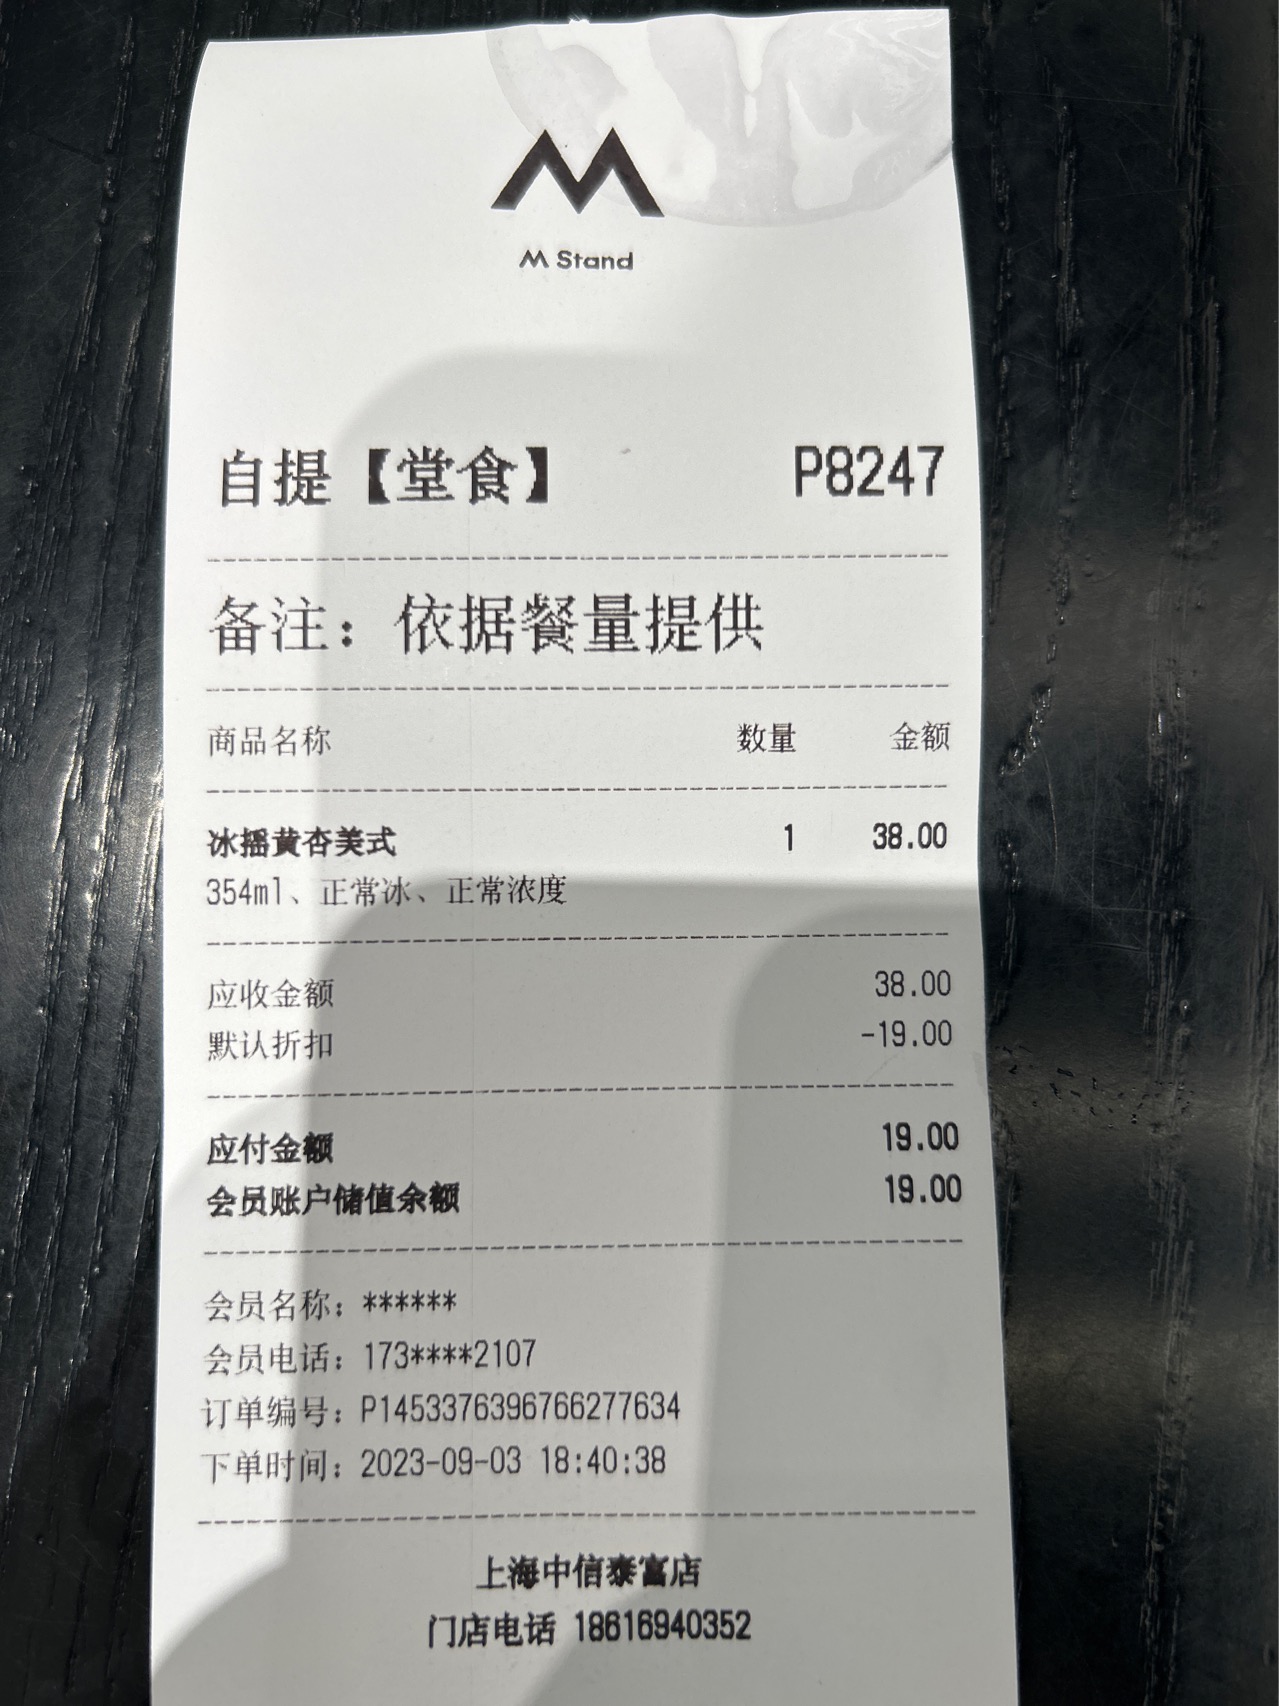 M Stand
自提【堂食】 P8247
备注：依据餐量提供
商品名称 数量 金额
冰摇黄杏美式 1 38.00
354ml、正常冰、正常浓度
应收金额 38.00
默认折扣 -19.00
应付金额 19.00
会员账户储值余额 19.00
会员名称：******
会员电话：173****2107
订单编号：P1453376396766277634
下单时间：2023-09-03 18:40:38
上海中信泰富店
门店电话 18616940352